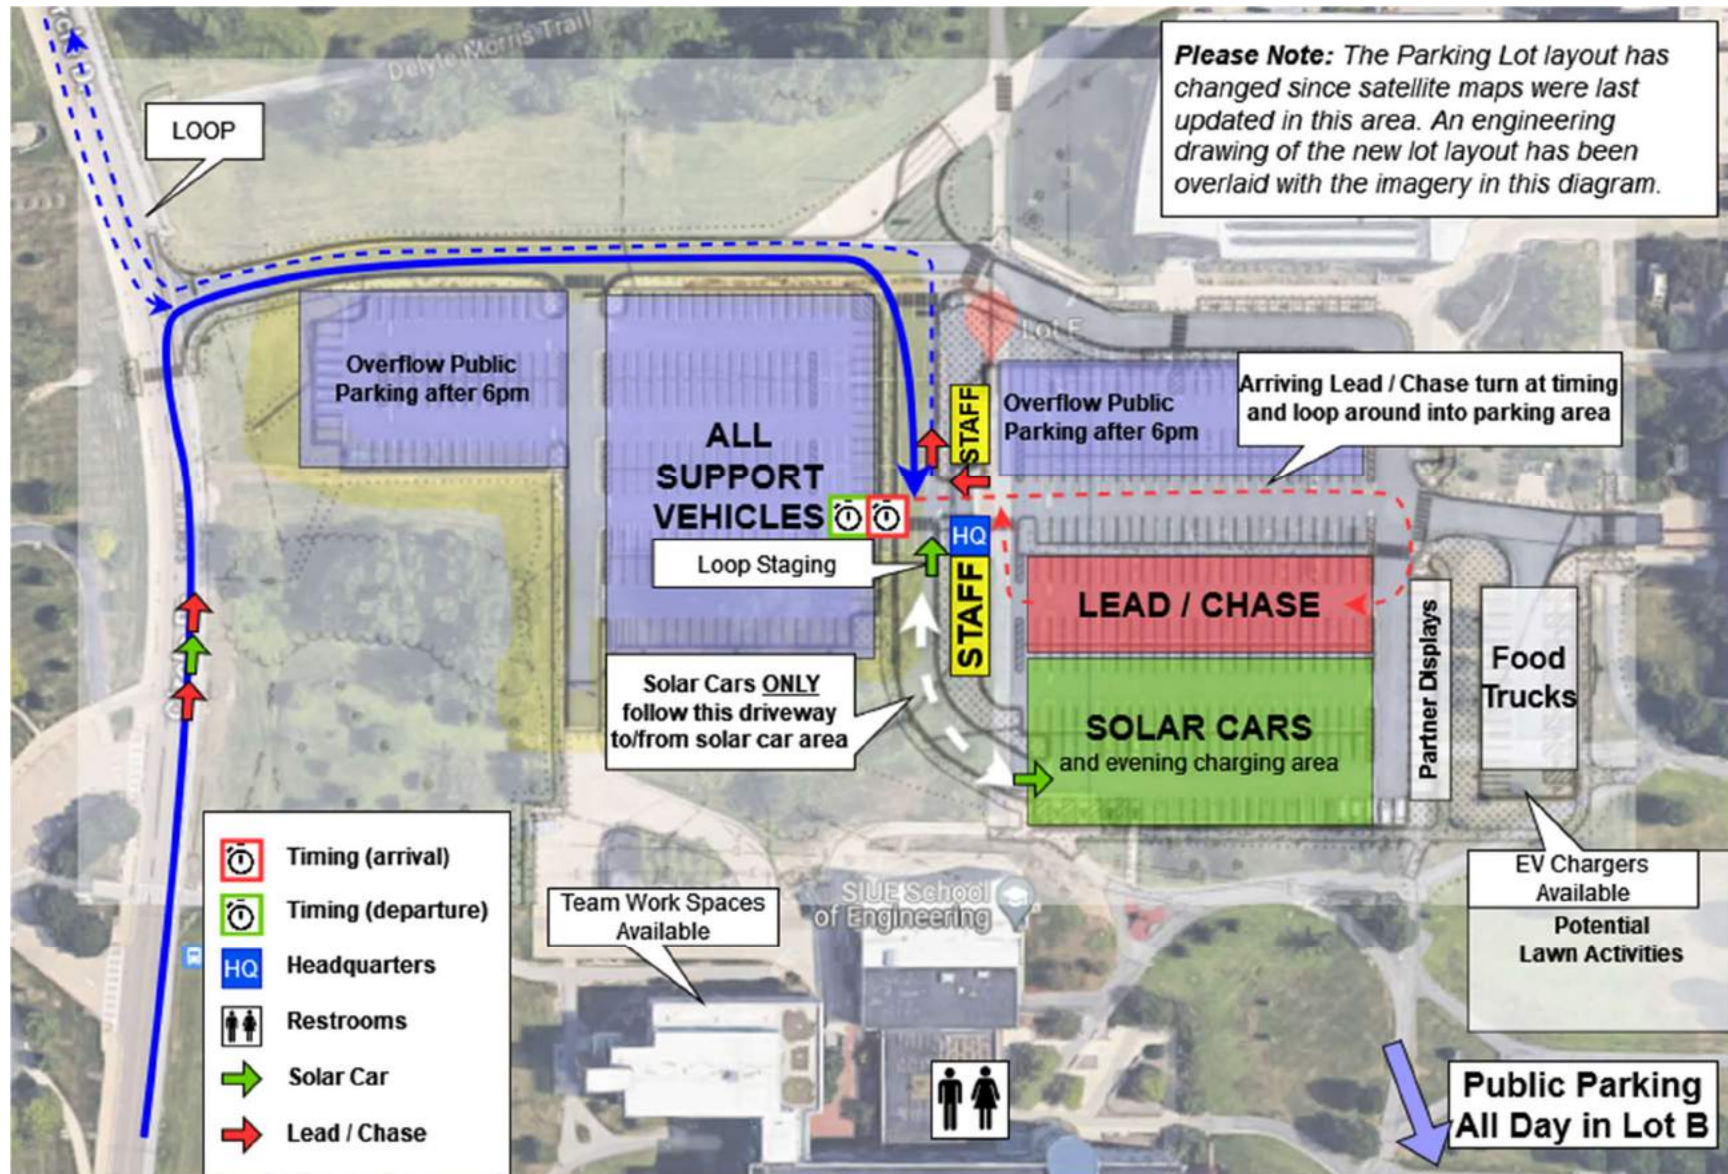 Delyte Morris Trail
LOOP
Please Note: The Parking Lot layout has
changed since satellite maps were last
updated in this area. An engineering
drawing of the new lot layout has been
overlaid with the imagery in this diagram.
Lot E
Overflow Public
Parking after 6pm
ALL
SUPPORT
VEHICLES
Loop Staging
STAFF
Overflow Public
Parking after 6pm
Arriving Lead / Chase turn at timing
and loop around into parking area
HQ
STAFF
LEAD / CHASE
Solar Cars ONLY
follow this driveway
to/from solar car area
SOLAR CARS
and evening charging area
Partner Displays
Food
Trucks
EV Chargers
Available
Potential
Lawn Activities
Timing (arrival)
Timing (departure)
HQ
Headquarters
Restrooms
Solar Car
Lead / Chase
Team Work Spaces
Available
SIUE School
of Engineering
Public Parking
All Day in Lot B